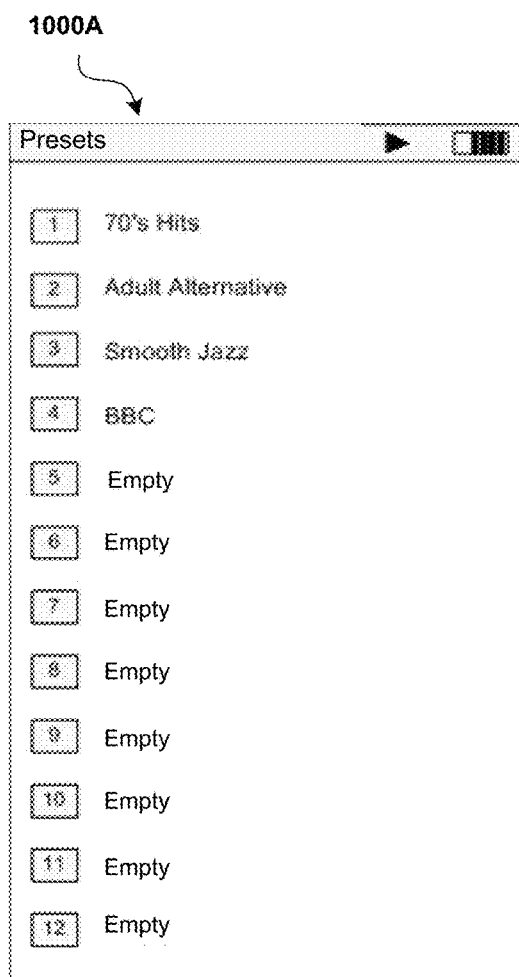 1000A
Presets
1 70's Hits
2 Adult Alternative
3 Smooth Jazz
4 BBC
5 Empty
6 Empty
7 Empty
8 Empty
9 Empty
10 Empty
11 Empty
12 Empty